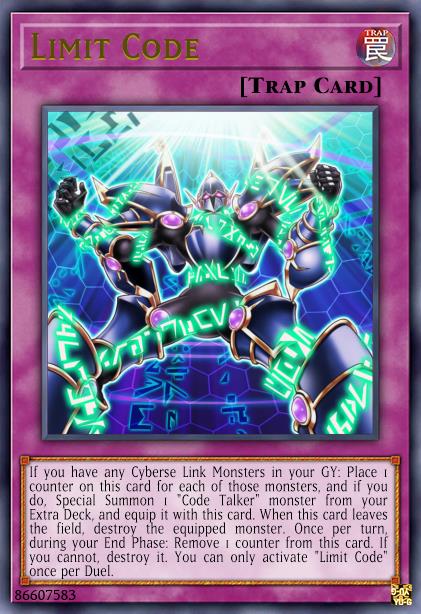 Limit Code
TRAP
罠
[Trap Card]
If you have any Cyberse Link Monsters in your GY: Place 1
counter on this card for each of those monsters, and if you
do, Special Summon 1 "Code Talker" monster from your
Extra Deck, and equip it with this card. When this card leaves
the field, destroy the equipped monster. Once per turn,
during your End Phase: Remove 1 counter from this card. If
you cannot, destroy it. You can only activate "Limit Code"
once per Duel.
86607583